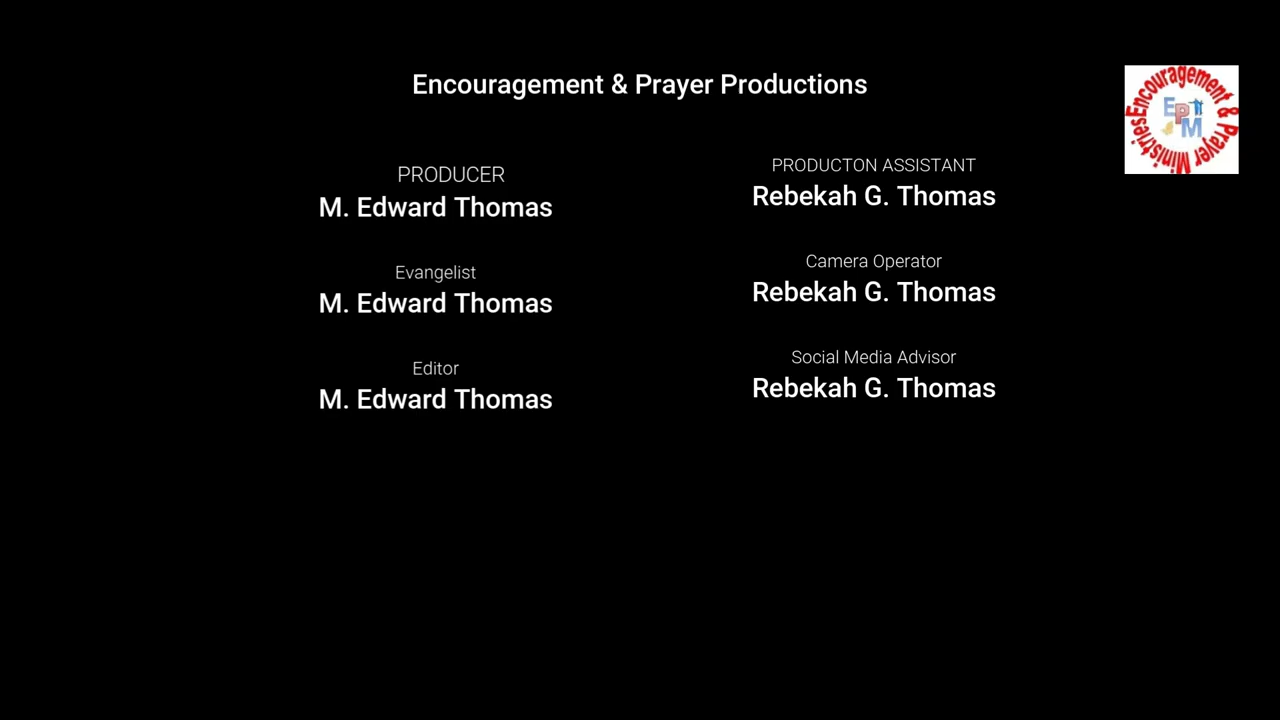 Encouragement & Prayer Productions
PRODUCER
M. Edward Thomas
Evangelist
M. Edward Thomas
Editor
M. Edward Thomas
PRODUCTON ASSISTANT
Rebekah G. Thomas
Camera Operator
Rebekah G. Thomas
Social Media Advisor
Rebekah G. Thomas
Encouragement & Prayer Ministries
EPM